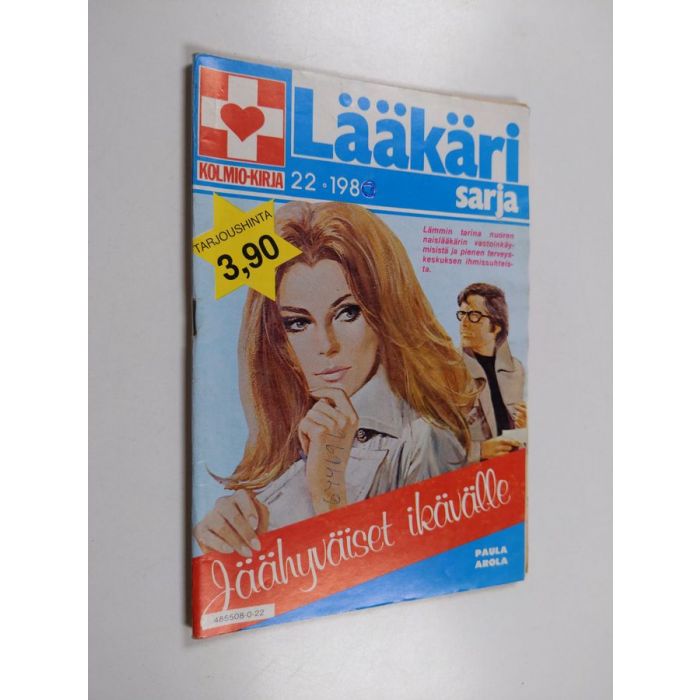 Lääkäri
sarja
KOLMIO-KIRJA
22 • 198
TARJOUSHINTA
3,90
Lämmin tarina nuoren
naislääkärin vastoinkäy-
misistä ja pienen terveys-
keskuksen ihmissuhteis-
ta.
Jäähyväiset ikävälle
PAULA
AROLA
485508-0-22